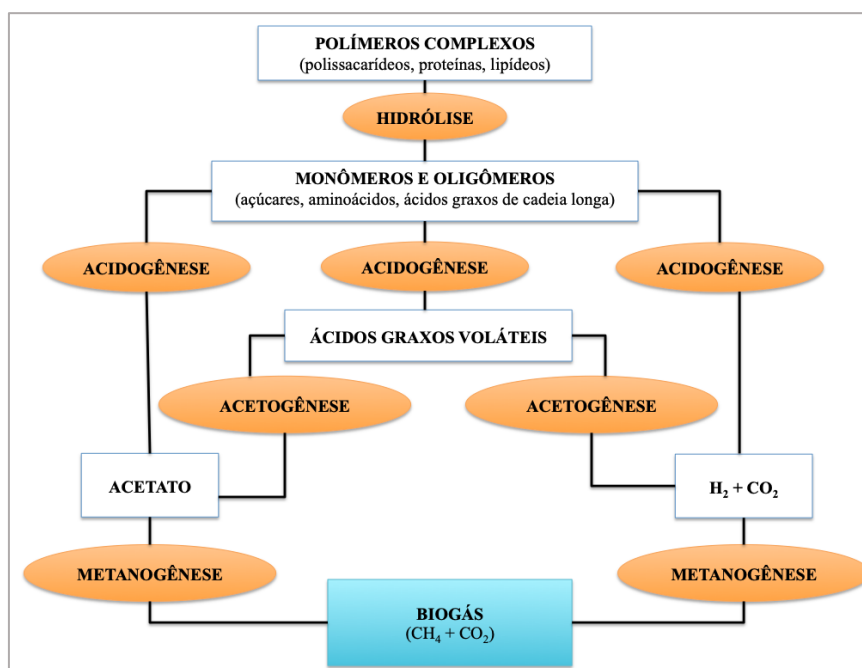 POLÍMEROS COMPLEXOS
(polissacarídeos, proteínas, lipídeos)
HIDRÓLISE
MONÔMEROS E OLIGÔMEROS
(açúcares, aminoácidos, ácidos graxos de cadeia longa)
ACIDOGÊNESE
ACIDOGÊNESE
ACIDOGÊNESE
ÁCIDOS GRAXOS VOLÁTEIS
ACETOGÊNESE
ACETOGÊNESE
ACETATO
H₂ + CO₂
METANOGÊNESE
METANOGÊNESE
BIOGÁS
(CH₄ + CO₂)